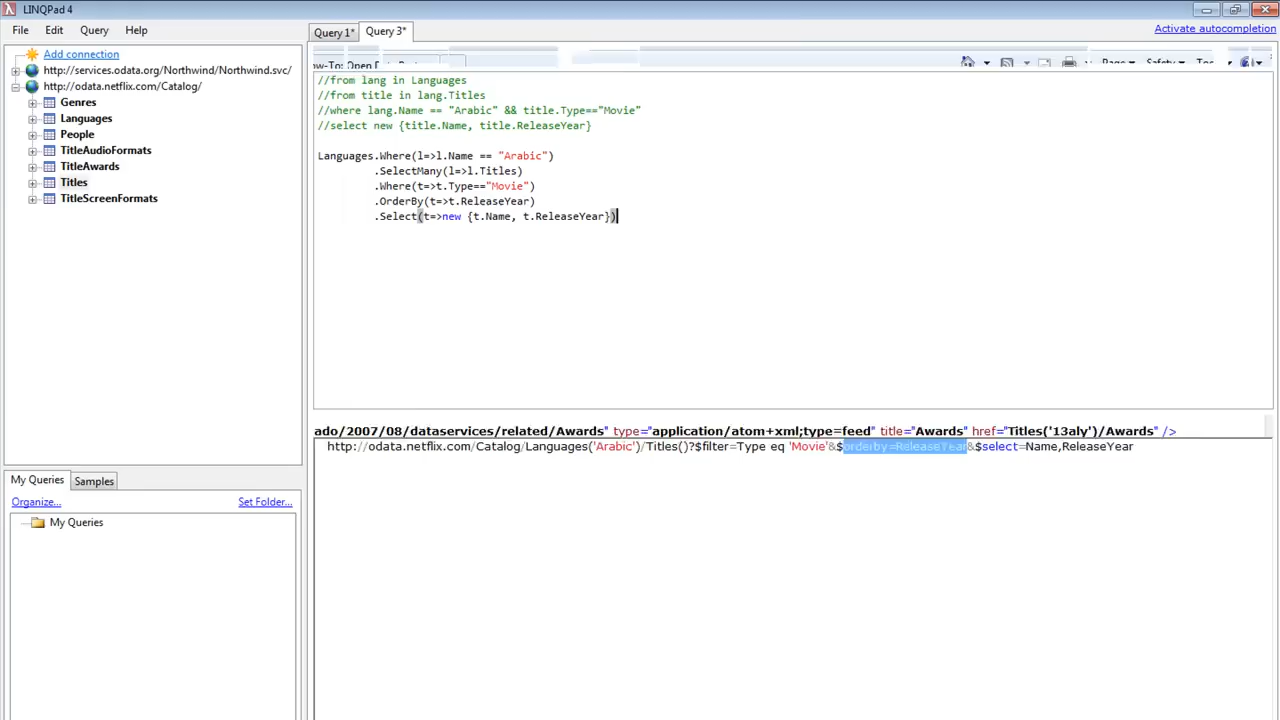 LINQPad 4
File Edit Query Help
Query 1* Query 3*
Activate autocompletion
Add connection
http://services.odata.org/Northwind/Northwind.svc/
http://odata.netflix.com/Catalog/
Genres
Languages
People
TitleAudioFormats
TitleAwards
Titles
TitleScreenFormats
//from lang in Languages
//from title in lang.Titles
//where lang.Name == "Arabic" && title.Type=="Movie"
//select new {title.Name, title.ReleaseYear}
Languages.Where(l=>l.Name == "Arabic")
.SelectMany(l=>l.Titles)
.Where(t=>t.Type=="Movie")
.OrderBy(t=>t.ReleaseYear)
.Select(t=>new {t.Name, t.ReleaseYear})
ado/2007/08/dataservices/related/Awards" type="application/atom+xml;type=feed" title="Awards" href="Titles('13aly')/Awards" />
http://odata.netflix.com/Catalog/Languages('Arabic')/Titles()?$filter=Type eq 'Movie'&$orderby=ReleaseYear&$select=Name,ReleaseYear
My Queries Samples
Organize... Set Folder...
My Queries